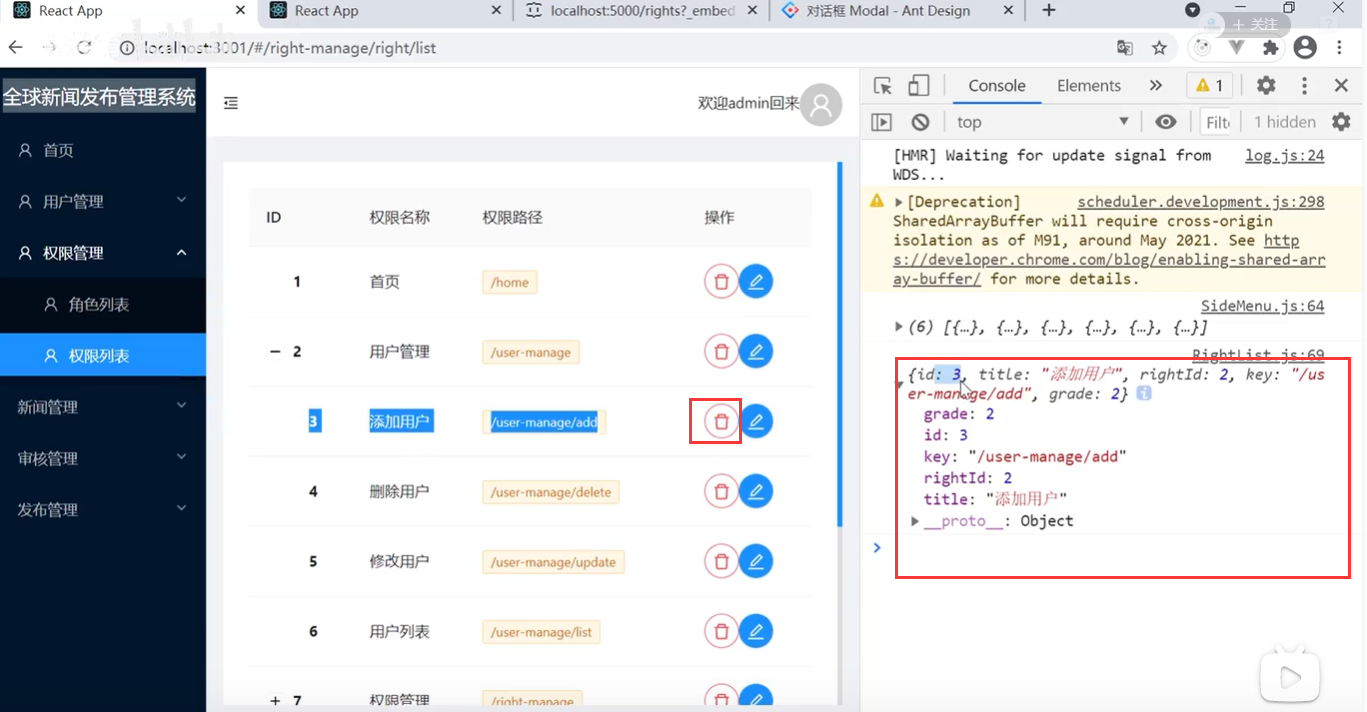 React App
React App
localhost:5000/rights?_embed
对话框 Modal - Ant Design
+ 关注
localhost:3001/#/right-manage/right/list
全球新闻发布管理系统
首页
用户管理
权限管理
角色列表
权限列表
新闻管理
审核管理
发布管理
欢迎admin回来
ID 权限名称 权限路径 操作
1 首页 /home
2 用户管理 /user-manage
3 添加用户 /user-manage/add
4 删除用户 /user-manage/delete
5 修改用户 /user-manage/update
6 用户列表 /user-manage/list
+ 7 权限管理 /right-manage
Console Elements » 1
top Filt 1 hidden
[HMR] Waiting for update signal from log.js:24
WDS...
[Deprecation] scheduler.development.js:298
SharedArrayBuffer will require cross-origin
isolation as of M91, around May 2021. See http
s://developer.chrome.com/blog/enabling-shared-arr
ay-buffer/ for more details.
SideMenu.js:64
(6) [{…}, {…}, {…}, {…}, {…}, {…}]
RightList.js:69
{id: 3, title: "添加用户", rightId: 2, key: "/us
er-manage/add", grade: 2}
grade: 2
id: 3
key: "/user-manage/add"
rightId: 2
title: "添加用户"
__proto__: Object